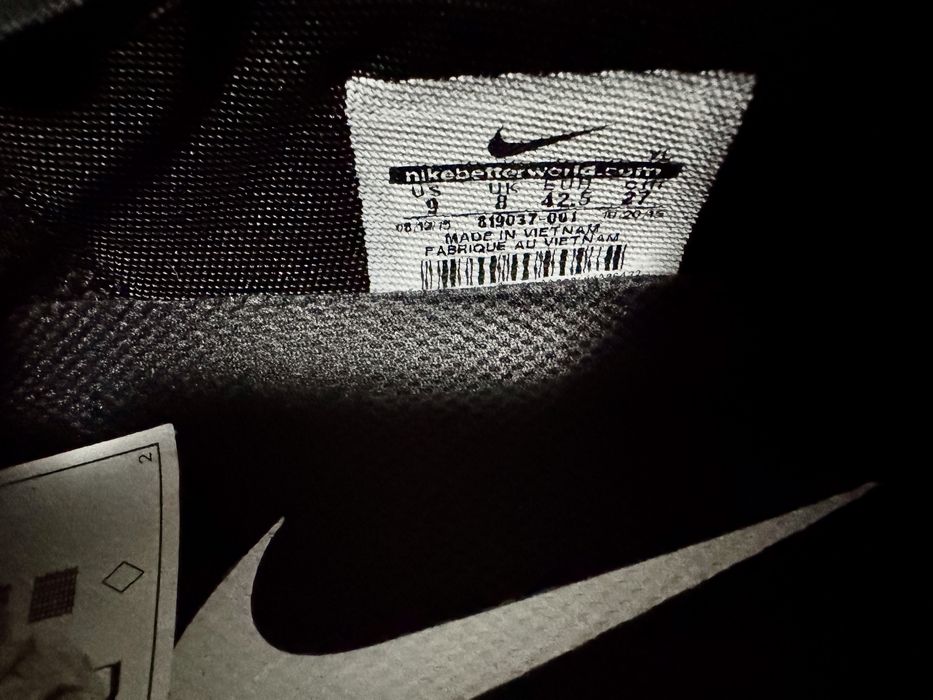 nikebetterworld.com
US UK EUR cm
9 8 42.5 27
819037-001
MADE IN VIETNAM
FABRIQUE AU VIETNAM
2